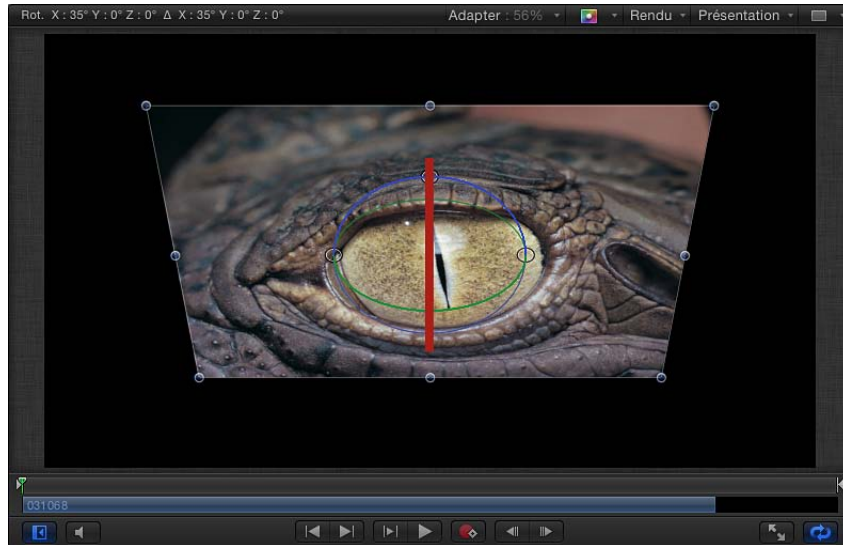 Rot. X : 35° Y : 0° Z : 0° Δ X : 35° Y : 0° Z : 0° Adapter : 56% Rendu Présentation
031068